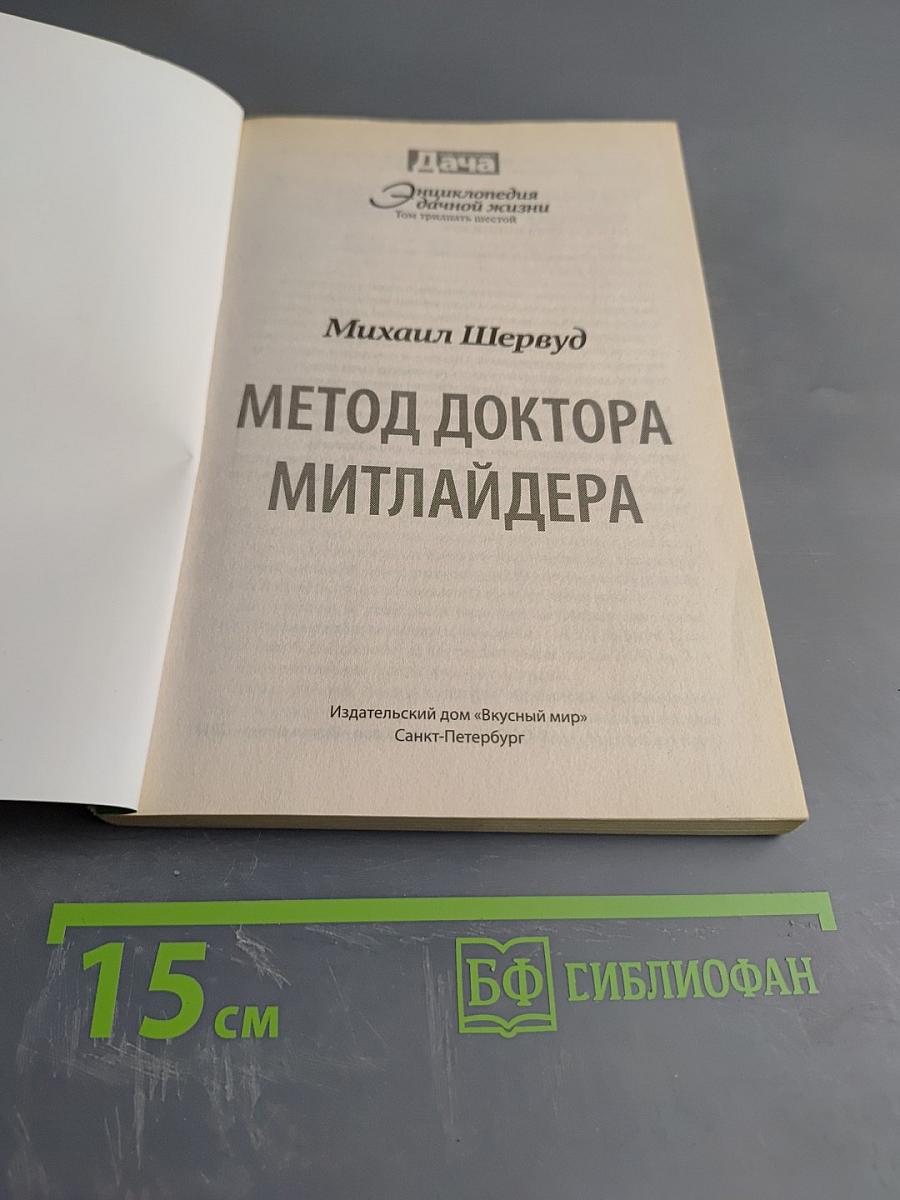 Дача
Энциклопедия
дачной жизни
Том тридцать шестой
Михаил Шервуд
МЕТОД ДОКТОРА
МИТЛАЙДЕРА
Издательский дом «Вкусный мир»
Санкт-Петербург
15 см
БФ БИБЛИОФАН